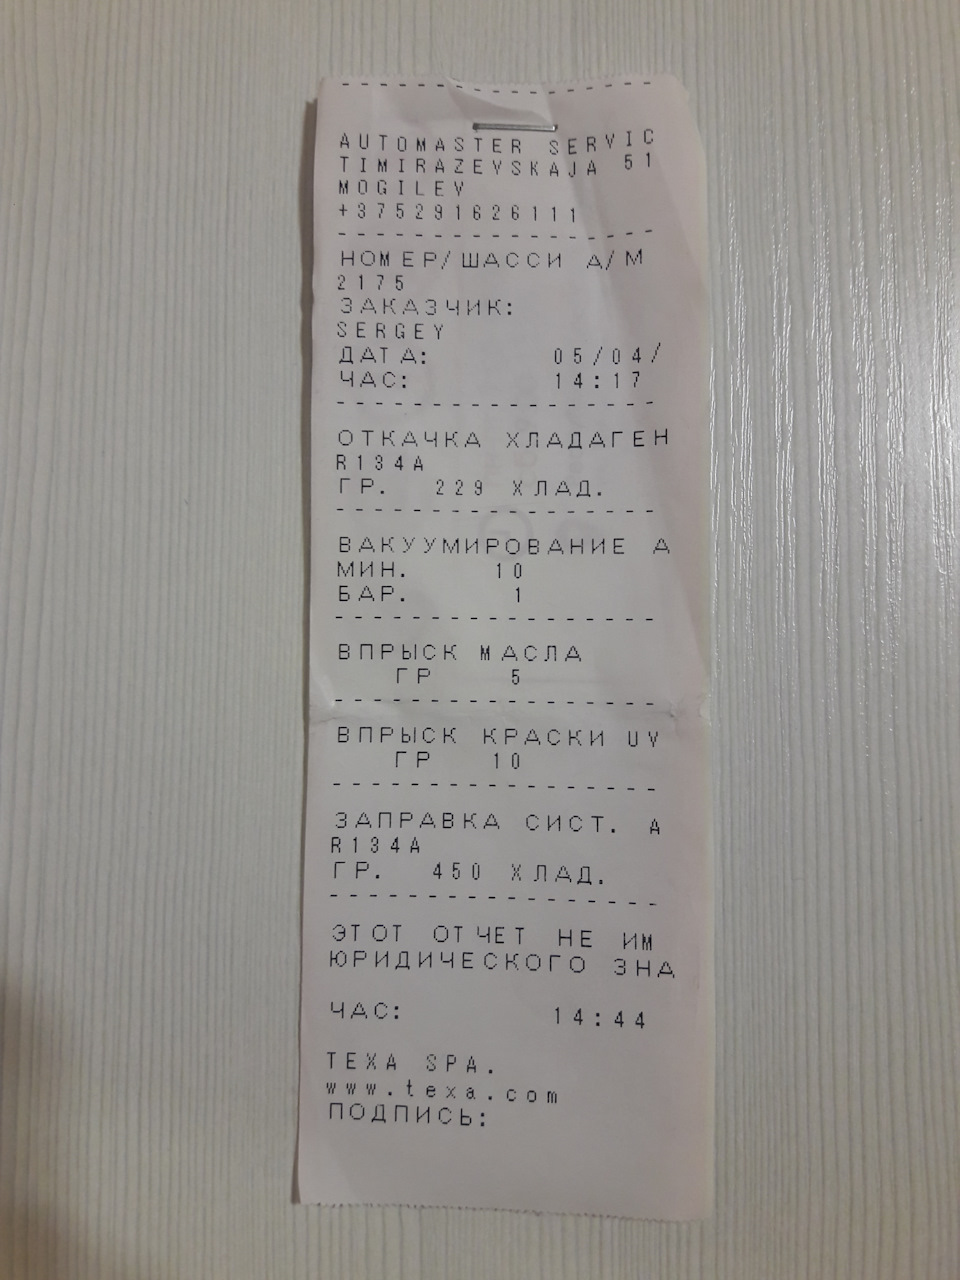 AUTOMASTER SERVIC
TIMIRAZEVSKAJA 51
MOGILEV
+375291626111
НОМЕР/ШАССИ А/М
2175
ЗАКАЗЧИК:
SERGEY
ДАТА: 05/04/
ЧАС: 14:17
ОТКАЧКА ХЛАДАГЕН
R134A
ГР. 229 ХЛАД.
ВАКУУМИРОВАНИЕ А
МИН. 10
БАР. 1
ВПРЫСК МАСЛА
ГР 5
ВПРЫСК КРАСКИ UV
ГР 10
ЗАПРАВКА СИСТ. А
R134A
ГР. 450 ХЛАД.
ЭТОТ ОТЧЕТ НЕ ИМ
ЮРИДИЧЕСКОГО ЗНА
ЧАС: 14:44
TEXA SPA.
www.texa.com
ПОДПИСЬ: